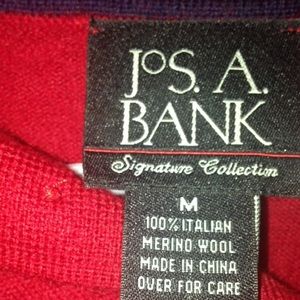 JOS. A.
BANK
Signature Collection
M
100% ITALIAN
MERINO WOOL
MADE IN CHINA
OVER FOR CARE